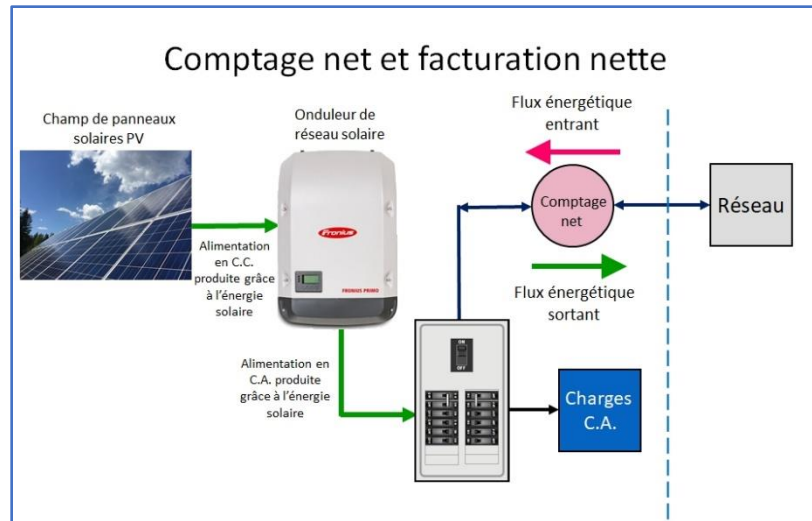 Comptage net et facturation nette
Champ de panneaux
solaires PV
Onduleur de
réseau solaire
Flux énergétique
entrant
Comptage
net
Réseau
Fronius
FRONIUS PRIMO
Alimentation
en C.C.
produite grâce
à l'énergie
solaire
Flux énergétique
sortant
Alimentation en
C.A. produite
grâce à l'énergie
solaire
ON
OFF
Charges
C.A.